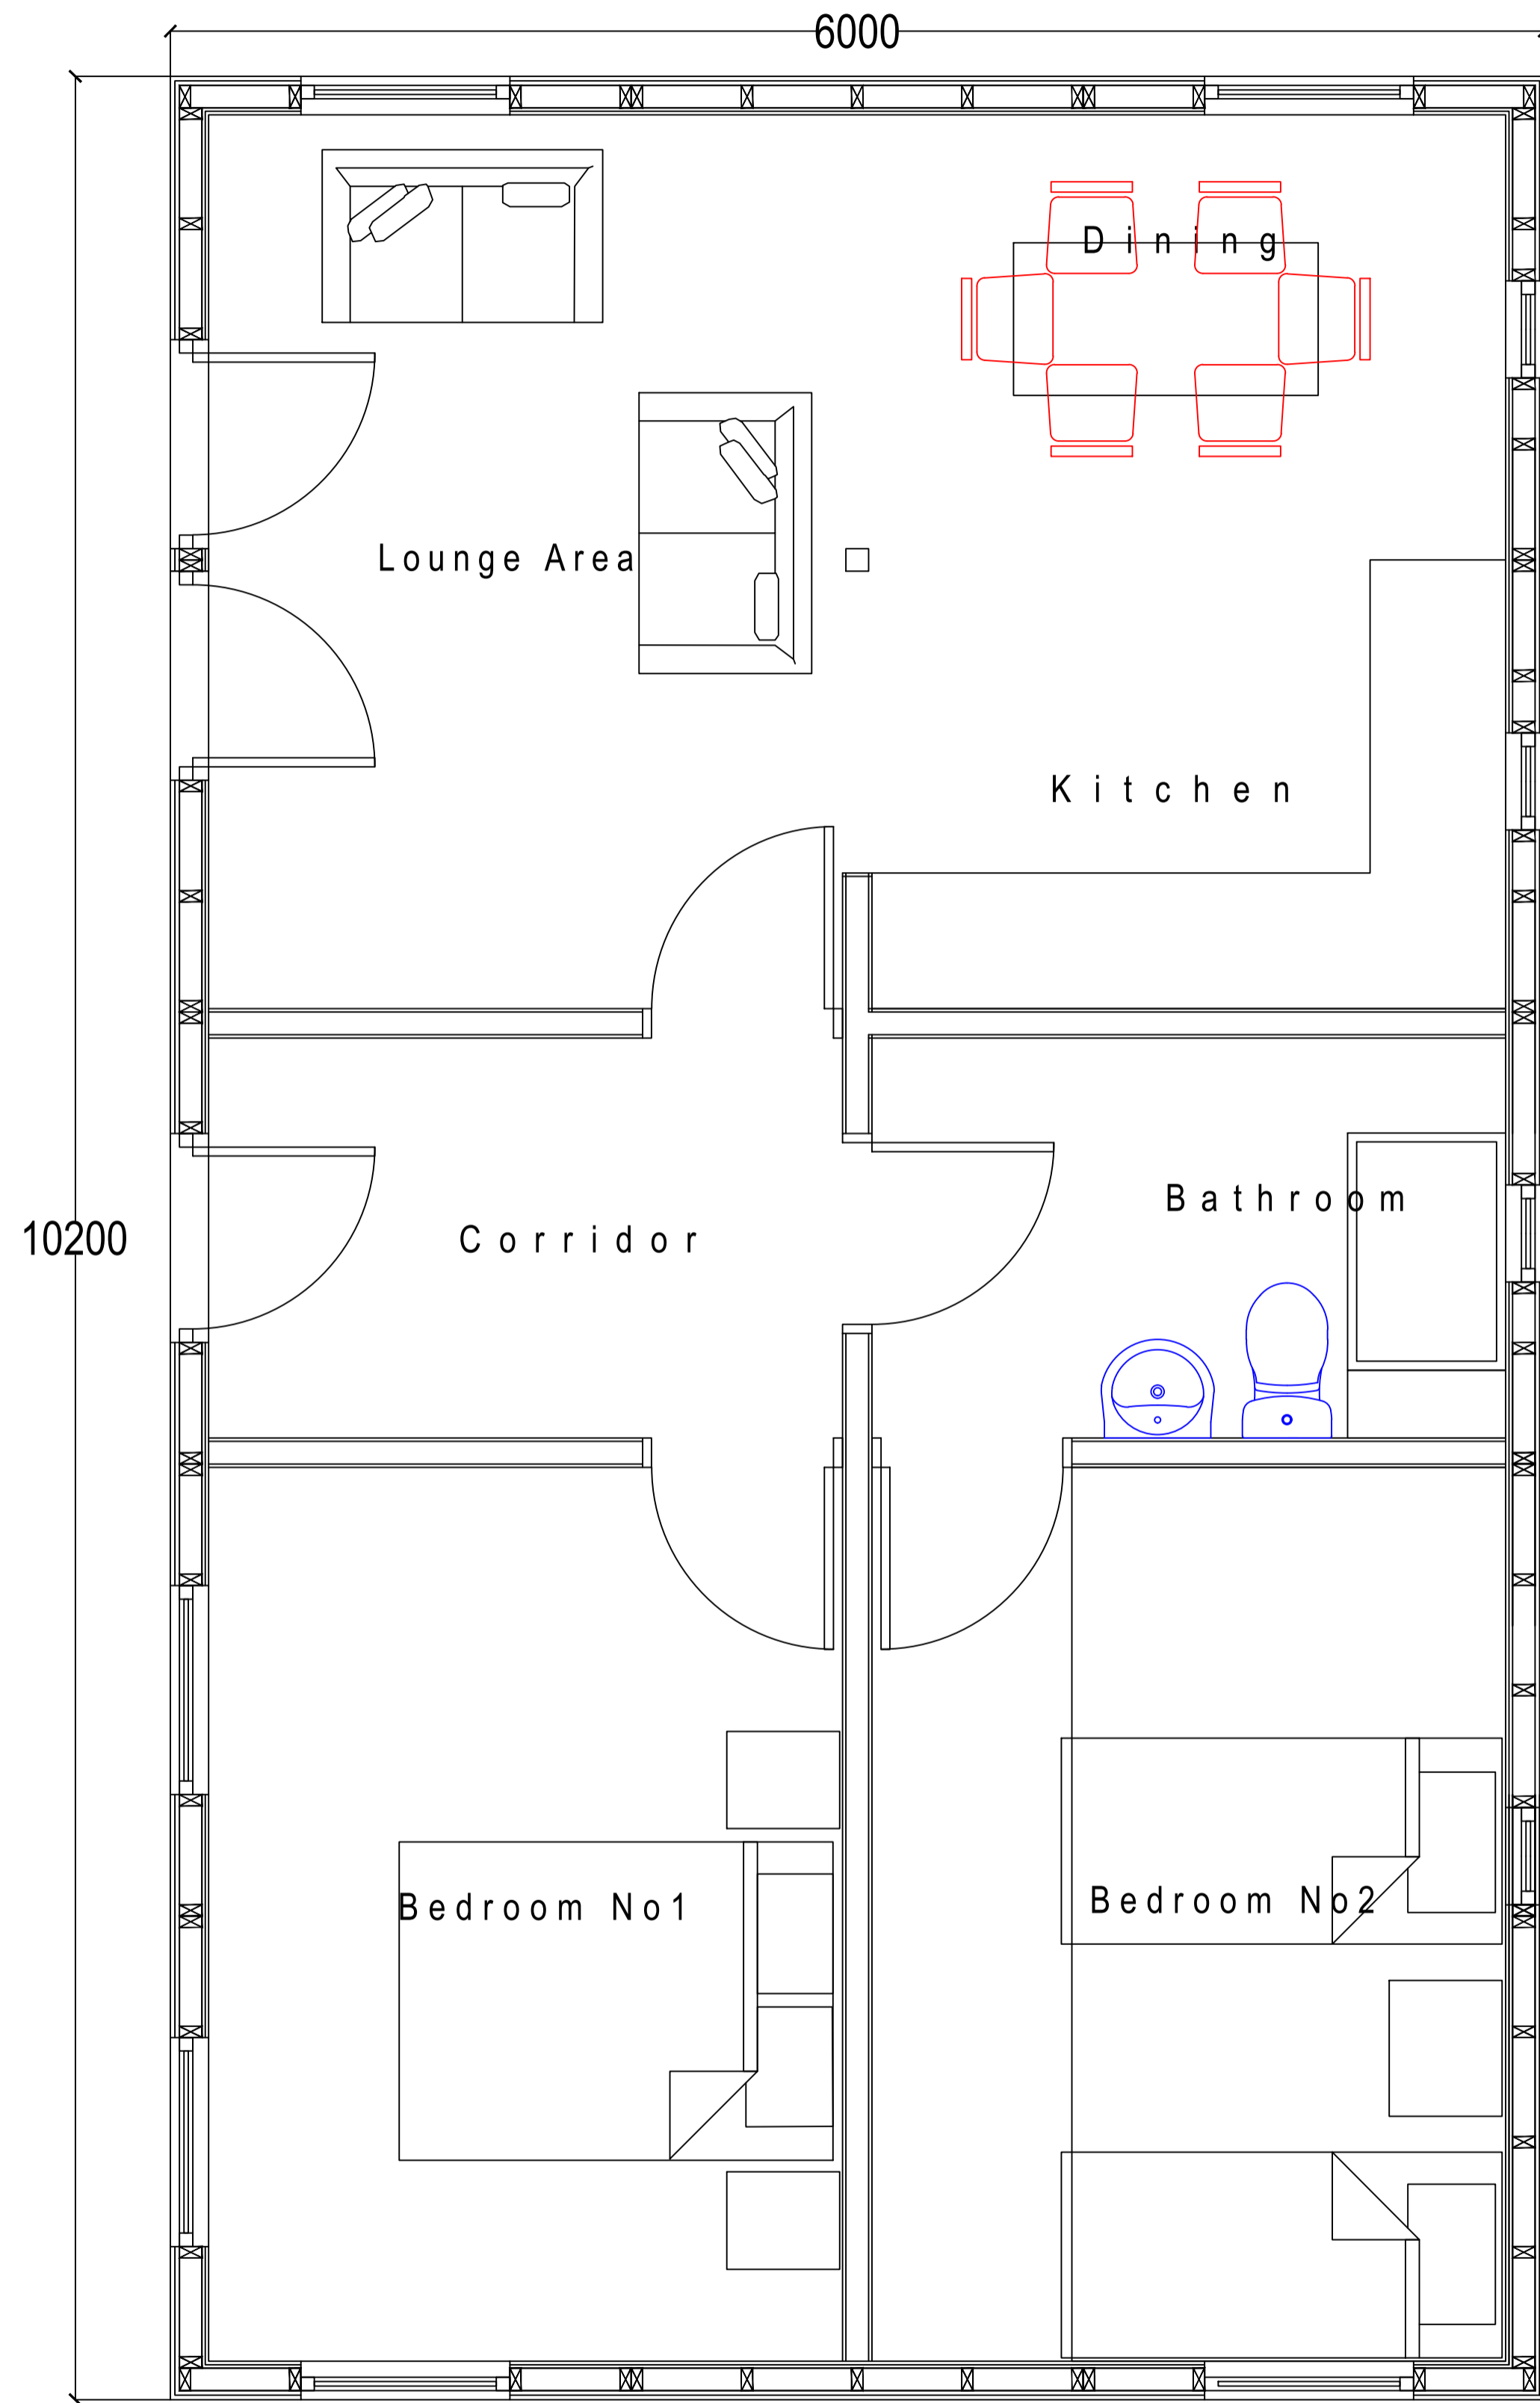 6000
Dining
Lounge Area
Kitchen
Bathroom
10200
Corridor
Bedroom No1
Bedroom No2